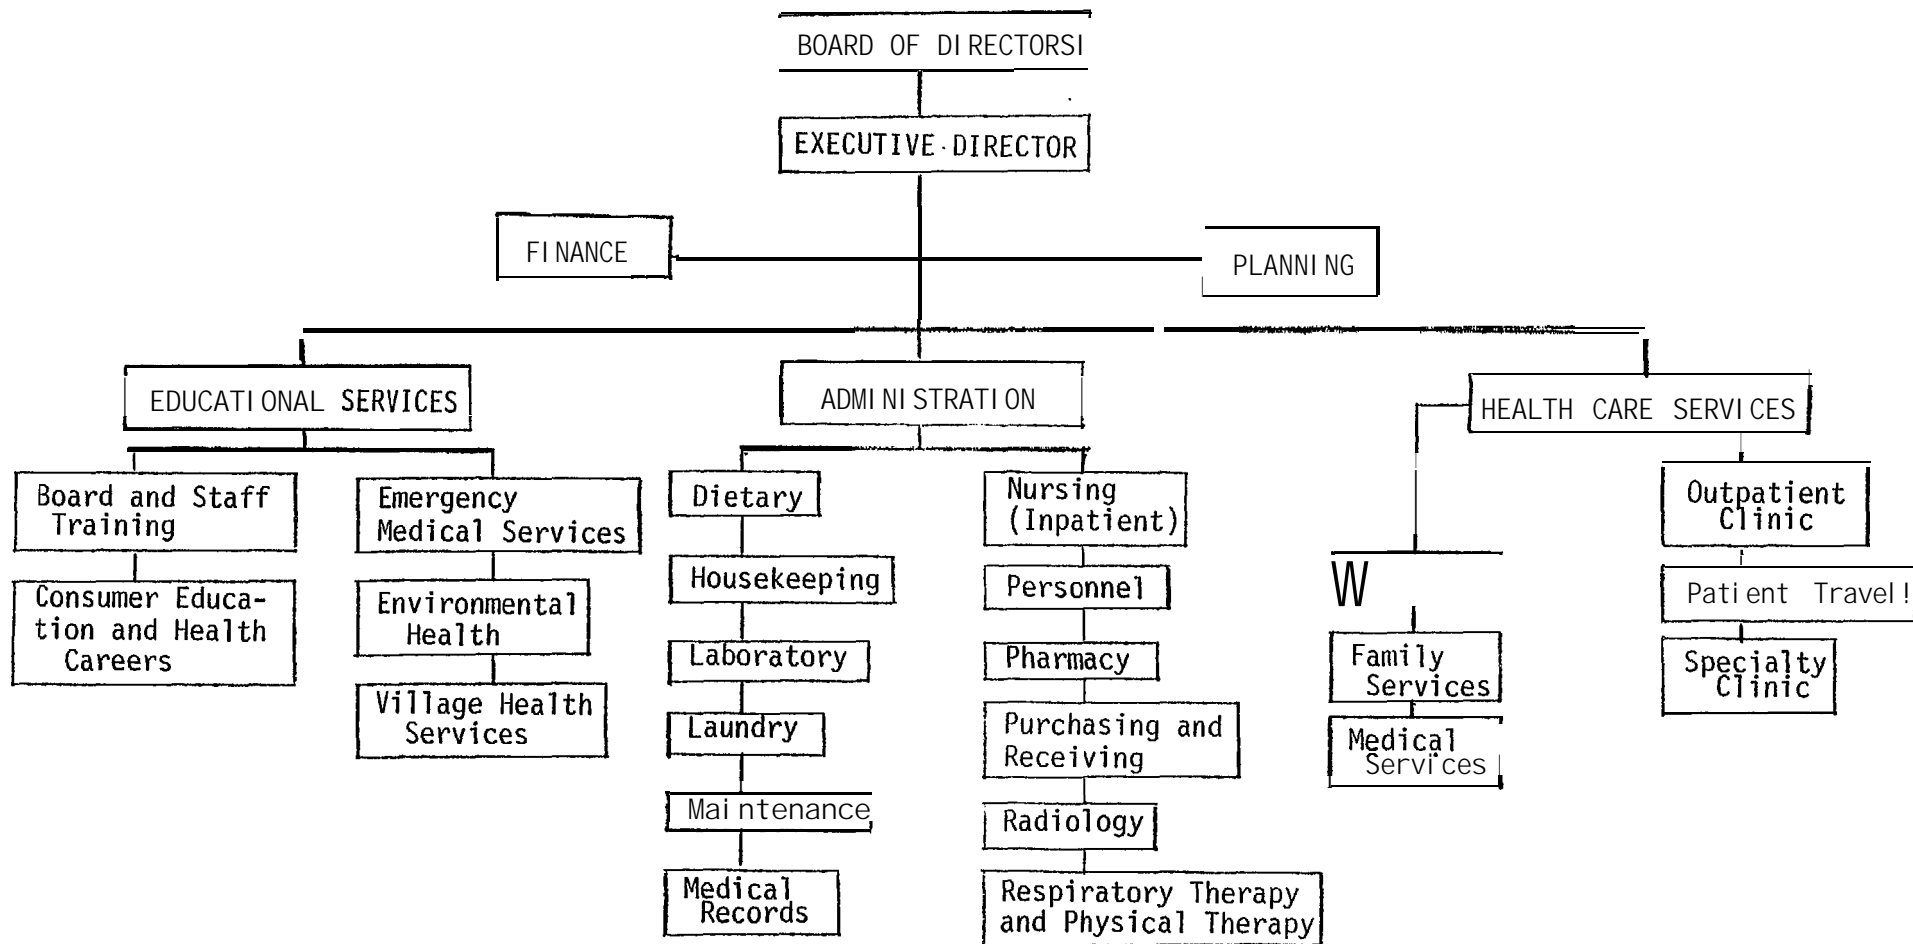 BOARD OF DIRECTORSI
EXECUTIVE DIRECTOR
FINANCE
PLANNING
EDUCATIONAL SERVICES
ADMINISTRATION
HEALTH CARE SERVICES
Board and Staff
Training
Consumer Educa-
tion and Health
Careers
Emergency
Medical Services
Environmental
Health
Village Health
Services
Dietary
Housekeeping
Laboratory
Laundry
Maintenance
Medical
Records
Nursing
(Inpatient)
Personnel
Pharmacy
Purchasing and
Receiving
Radiology
Respiratory Therapy
and Physical Therapy
W
Family
Services
Medical
Services
Outpatient
Clinic
Patient Travel!
Specialty
Clinic